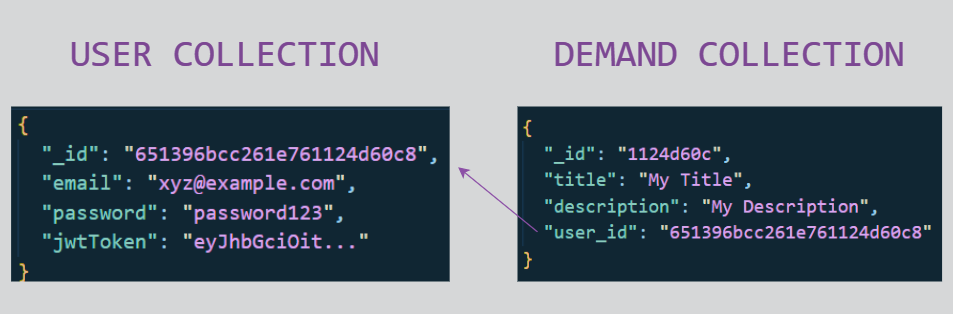 USER COLLECTION
{
"_id": "651396bcc261e761124d60c8",
"email": "xyz@example.com",
"password": "password123",
"jwtToken": "eyJhbGciOit..."
}
DEMAND COLLECTION
{
"_id": "1124d60c",
"title": "My Title",
"description": "My Description",
"user_id": "651396bcc261e761124d60c8"
}